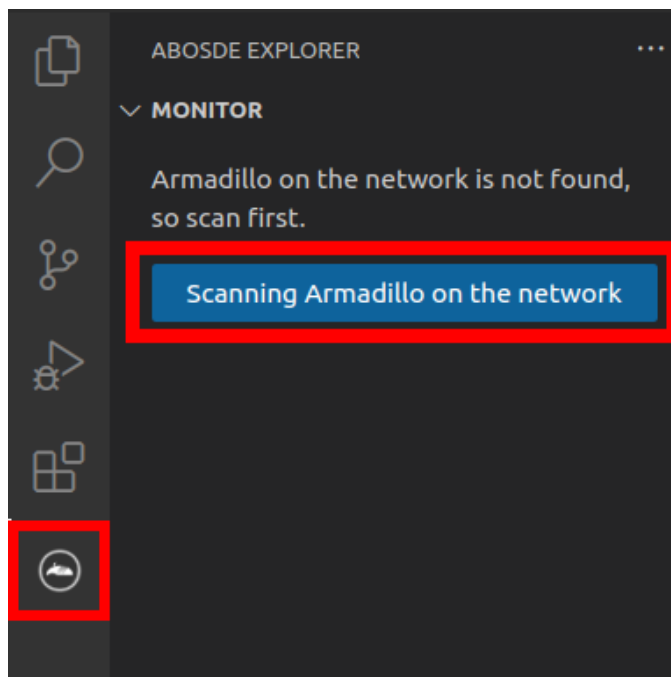 ABOSDE EXPLORER
MONITOR
Armadillo on the network is not found,
so scan first.
Scanning Armadillo on the network